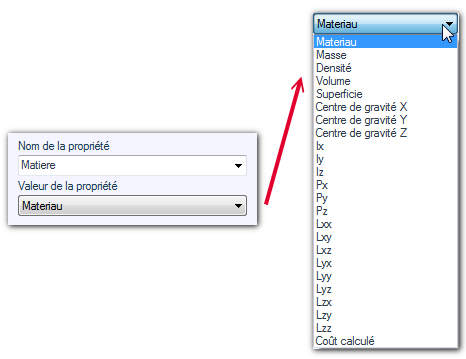 Nom de la propriété
Matiere
Valeur de la propriété
Materiau
Materiau
Materiau
Masse
Densité
Volume
Superficie
Centre de gravité X
Centre de gravité Y
Centre de gravité Z
Ix
Iy
Iz
Px
Py
Pz
Lxx
Lxy
Lxz
Lyx
Lyy
Lyz
Lzx
Lzy
Lzz
Coût calculé